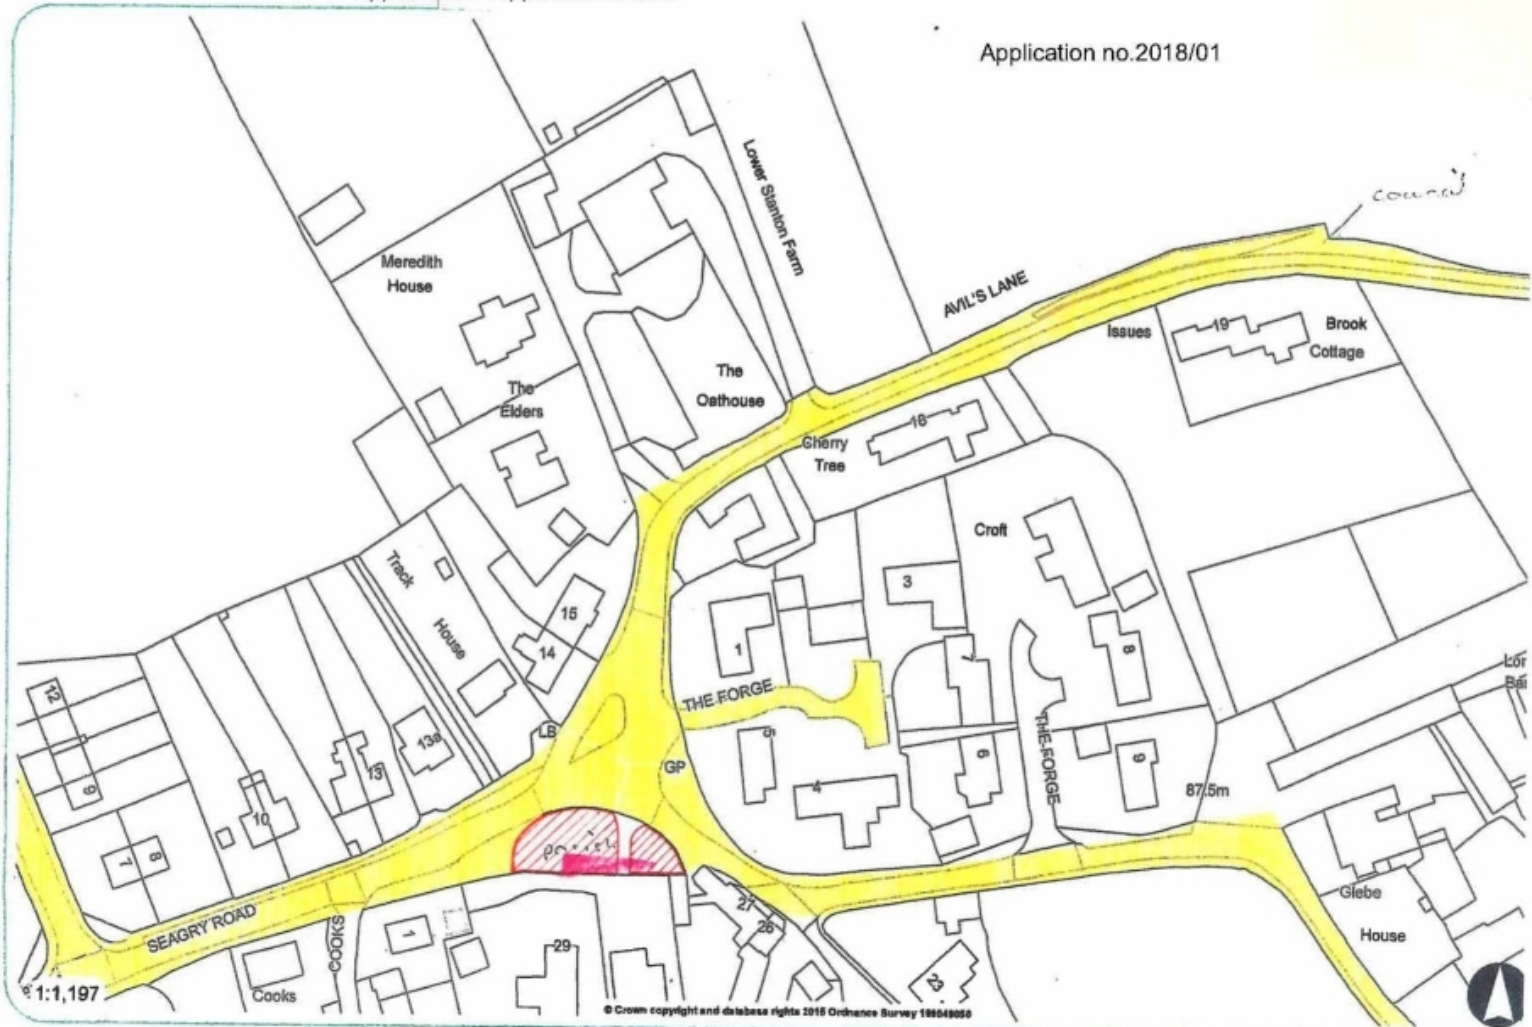 Application no.2018/01
Lower Stanton Farm
council
Meredith
House
AVIL'S LANE
Issues
19
Brook
Cottage
The
Oathouse
The
Elders
18
Cherry
Tree
Croft
Track
House
15
14
3
1
7
8
THE FORGE
12
9
LB
13a
13
5
GP
6
THE FORGE
9
4
87.5m
10
7
8
parish
SEAGRY ROAD
COOKS
1
29
27
26
23
Glebe
House
Cooks
1:1,197
© Crown copyright and database rights 2015 Ordnance Survey